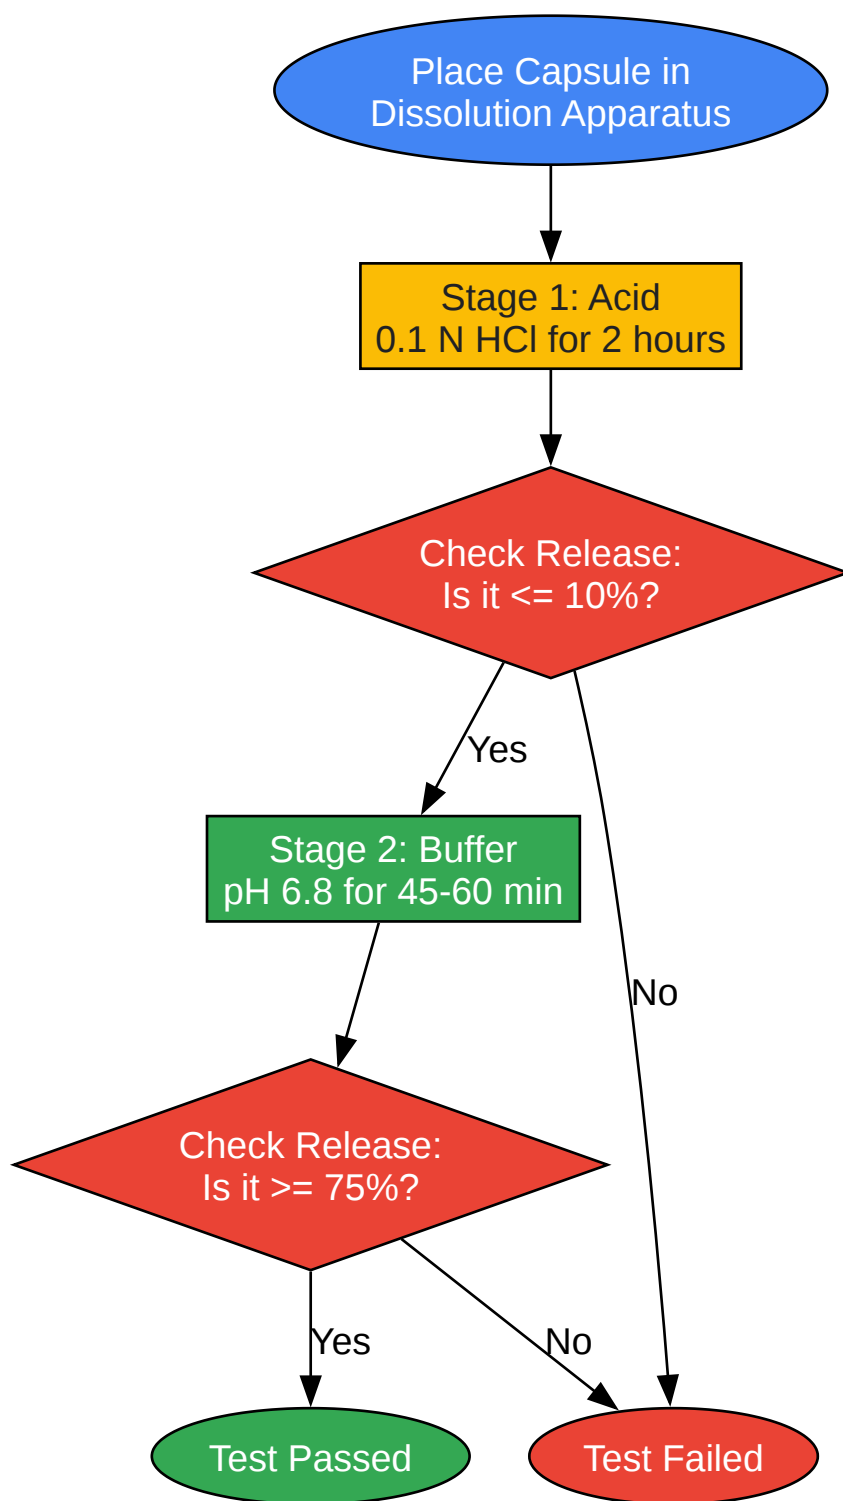 Place Capsule in
Dissolution Apparatus
Stage 1: Acid
0.1 N HCl for 2 hours
Check Release:
Is it <= 10%?
Yes
Stage 2: Buffer
pH 6.8 for 45-60 min
No
Check Release:
Is it >= 75%?
Yes
No
Test Passed
Test Failed